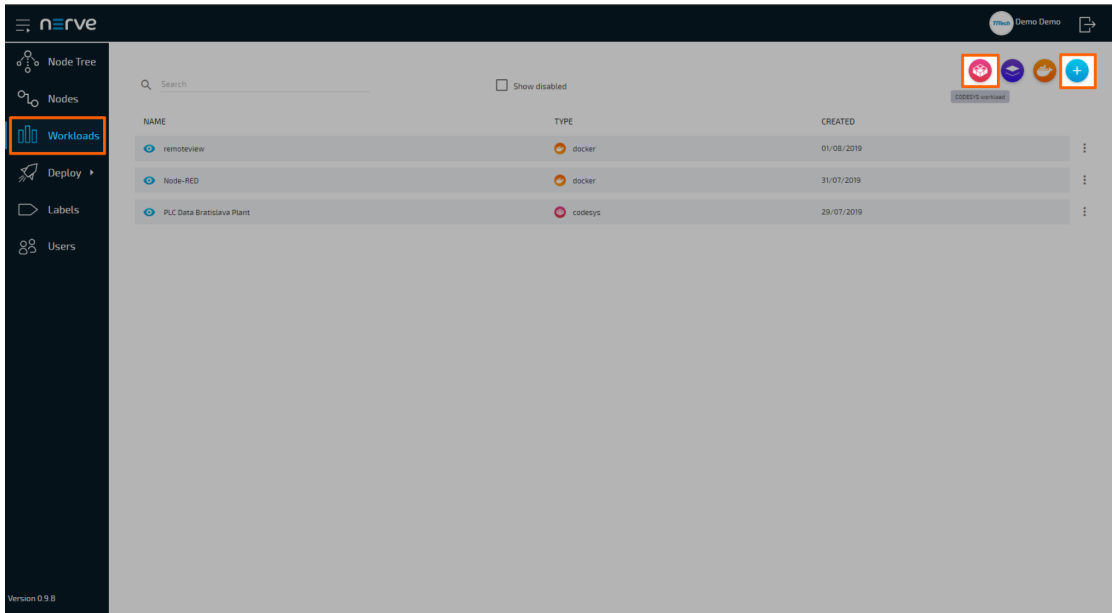 nerve
TTTech Demo Demo
Node Tree
Nodes
Workloads
Deploy
Labels
Users
Version 0.9.8
Search
Show disabled
CODESYS workload
NAME TYPE CREATED
remoteview docker 01/08/2019
Node-RED docker 31/07/2019
PLC Data Bratislava Plant codesys 29/07/2019